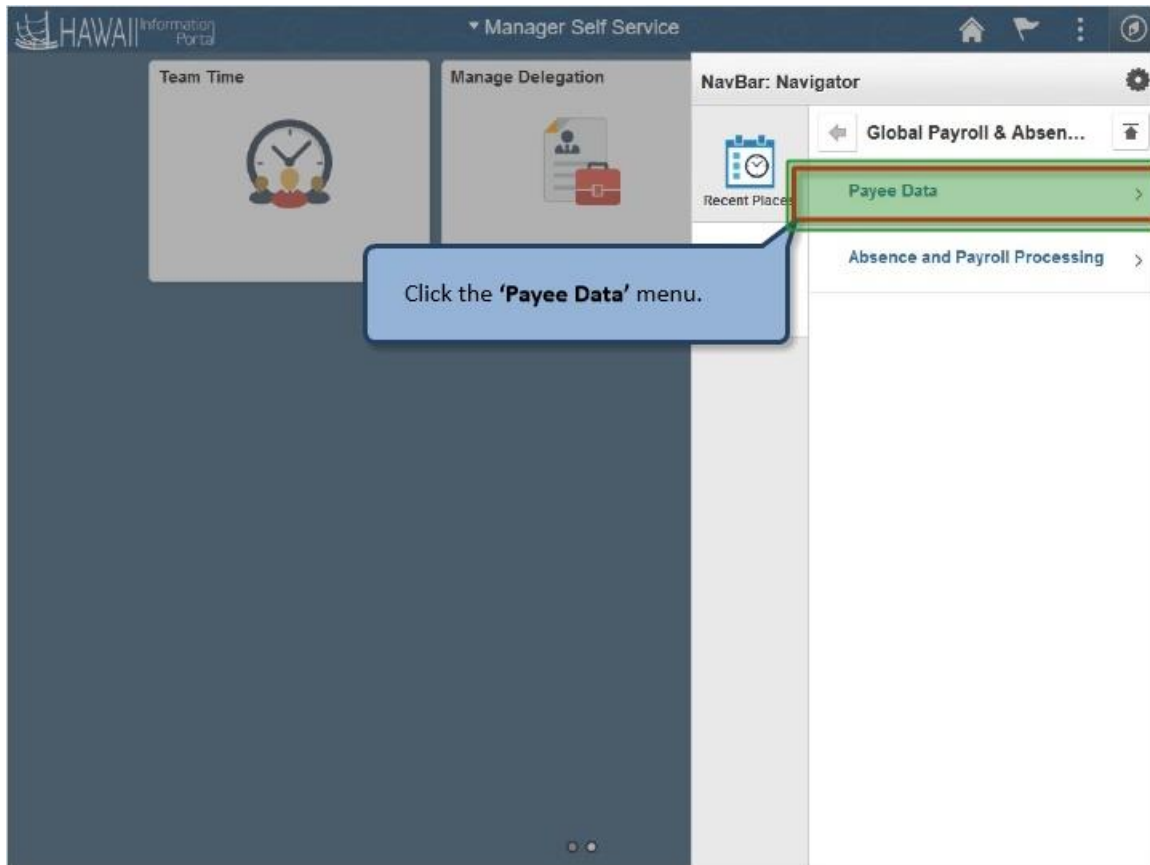 HAWAII Information Portal
Manager Self Service
Team Time
Manage Delegation
NavBar: Navigator
Recent Places
Global Payroll & Absen...
Payee Data
Absence and Payroll Processing
Click the ‘Payee Data’ menu.